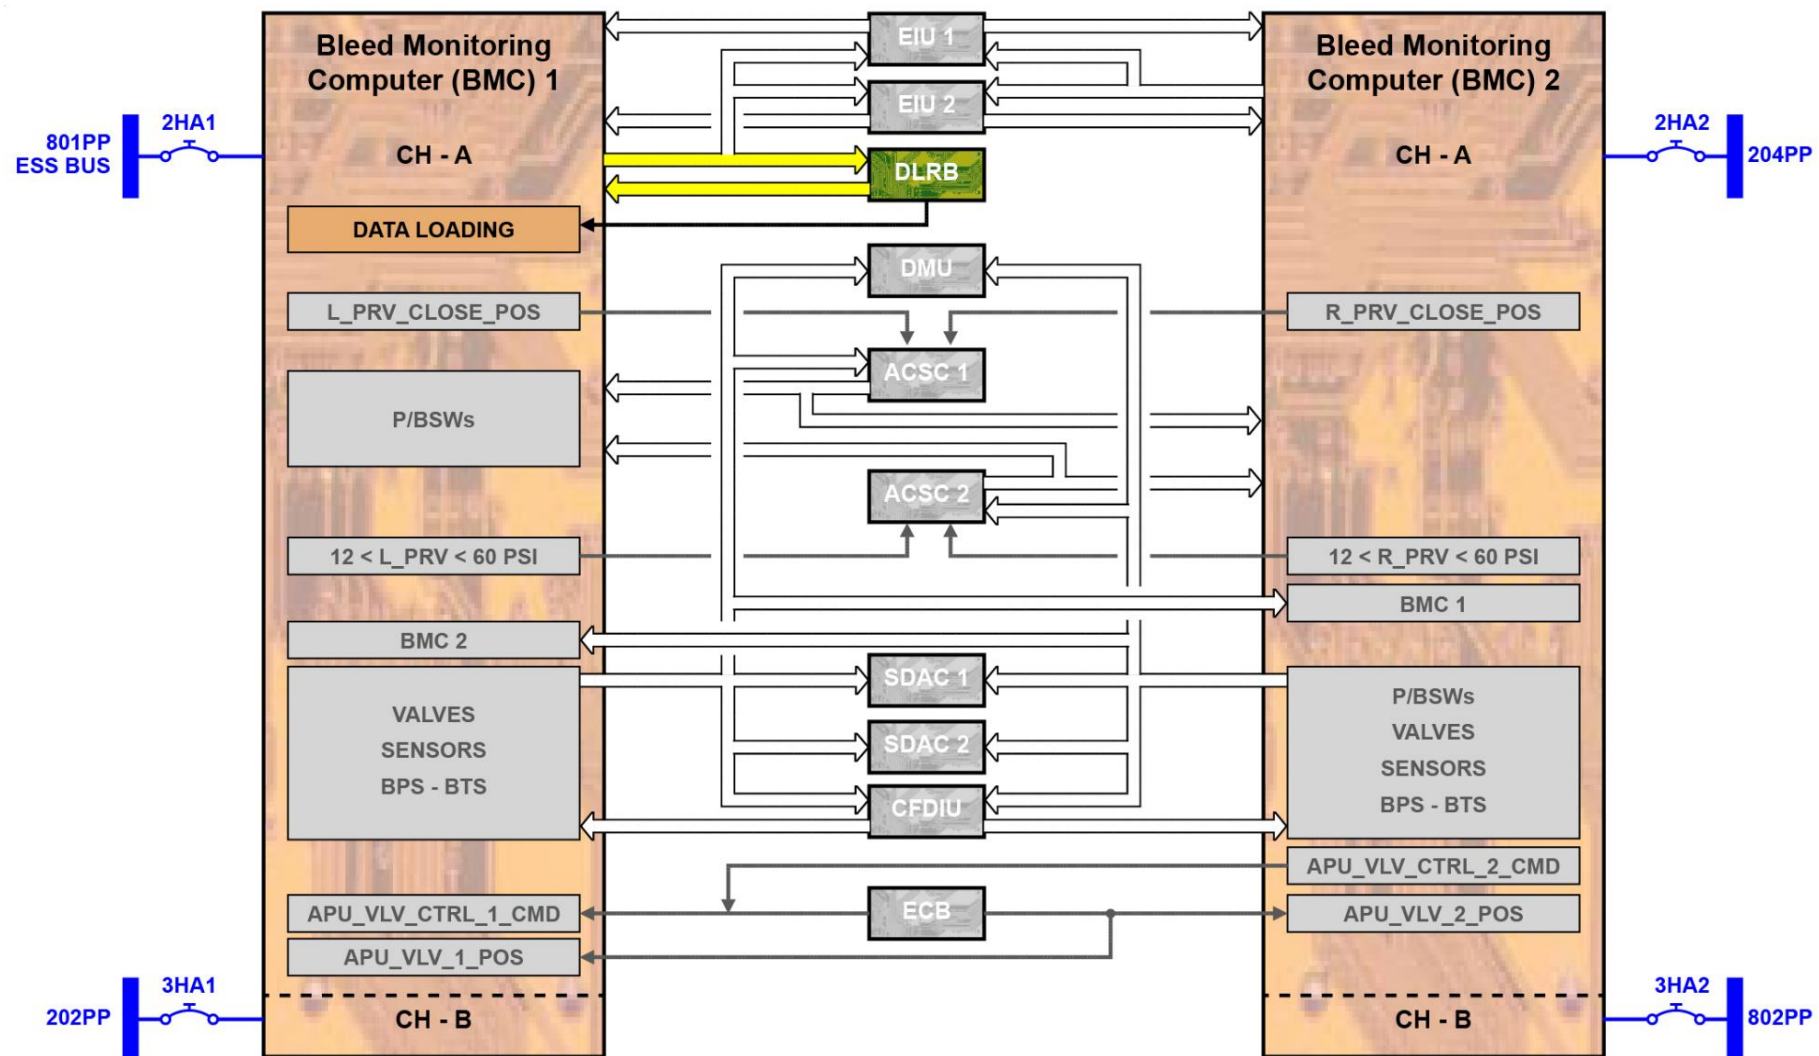 Bleed Monitoring
Computer (BMC) 1
EIU 1
Bleed Monitoring
Computer (BMC) 2
EIU 2
2HA1
2HA2
801PP
ESS BUS
CH - A
CH - A
204PP
DLRB
DATA LOADING
DMU
L_PRV_CLOSE_POS
R_PRV_CLOSE_POS
ACSC 1
P/BSWs
ACSC 2
12 < L_PRV < 60 PSI
12 < R_PRV < 60 PSI
BMC 1
BMC 2
SDAC 1
P/BSWs
VALVES
VALVES
SENSORS
SDAC 2
SENSORS
BPS - BTS
CFDIU
BPS - BTS
APU_VLV_CTRL_2_CMD
APU_VLV_CTRL_1_CMD
ECB
APU_VLV_2_POS
APU_VLV_1_POS
3HA1
3HA2
202PP
CH - B
CH - B
802PP